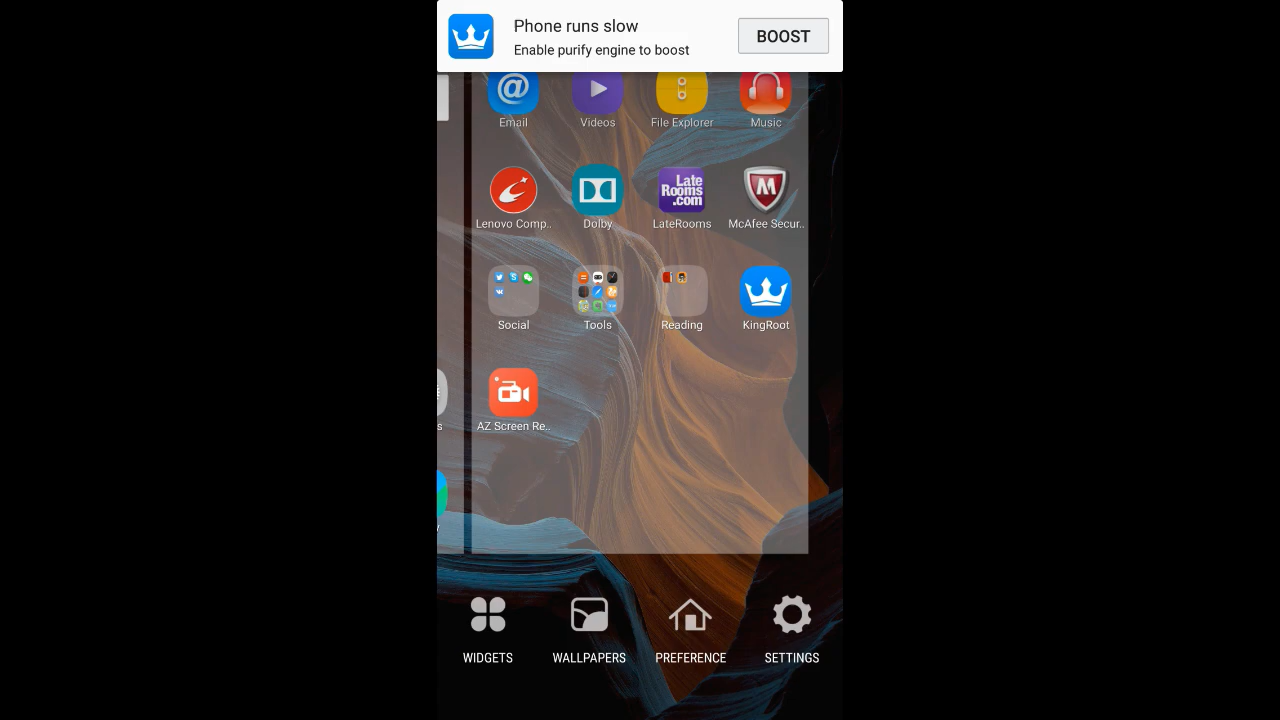 Phone runs slow
Enable purify engine to boost
BOOST
Email
Videos
File Explorer
Music
Late
Rooms
.com
Lenovo Comp..
Dolby
LateRooms
McAfee Secur..
Social
Tools
Reading
KingRoot
s
AZ Screen Re..
WIDGETS
WALLPAPERS
PREFERENCE
SETTINGS